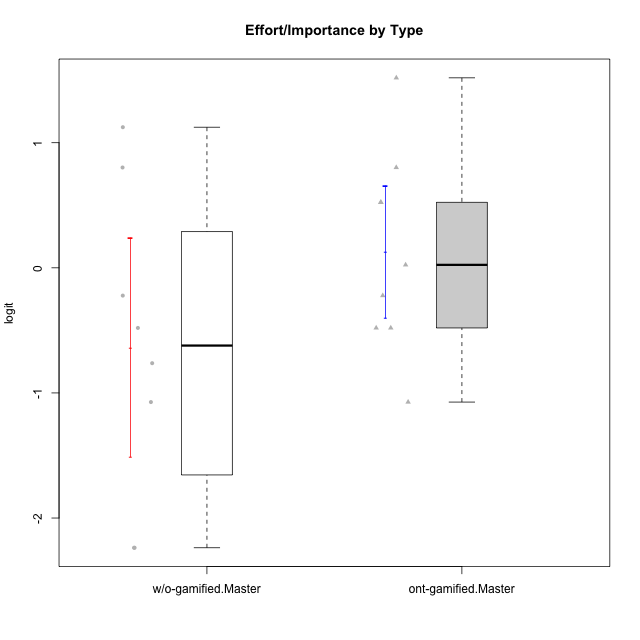 Effort/Importance by Type
logit
1
0
-1
-2
w/o-gamified.Master
ont-gamified.Master